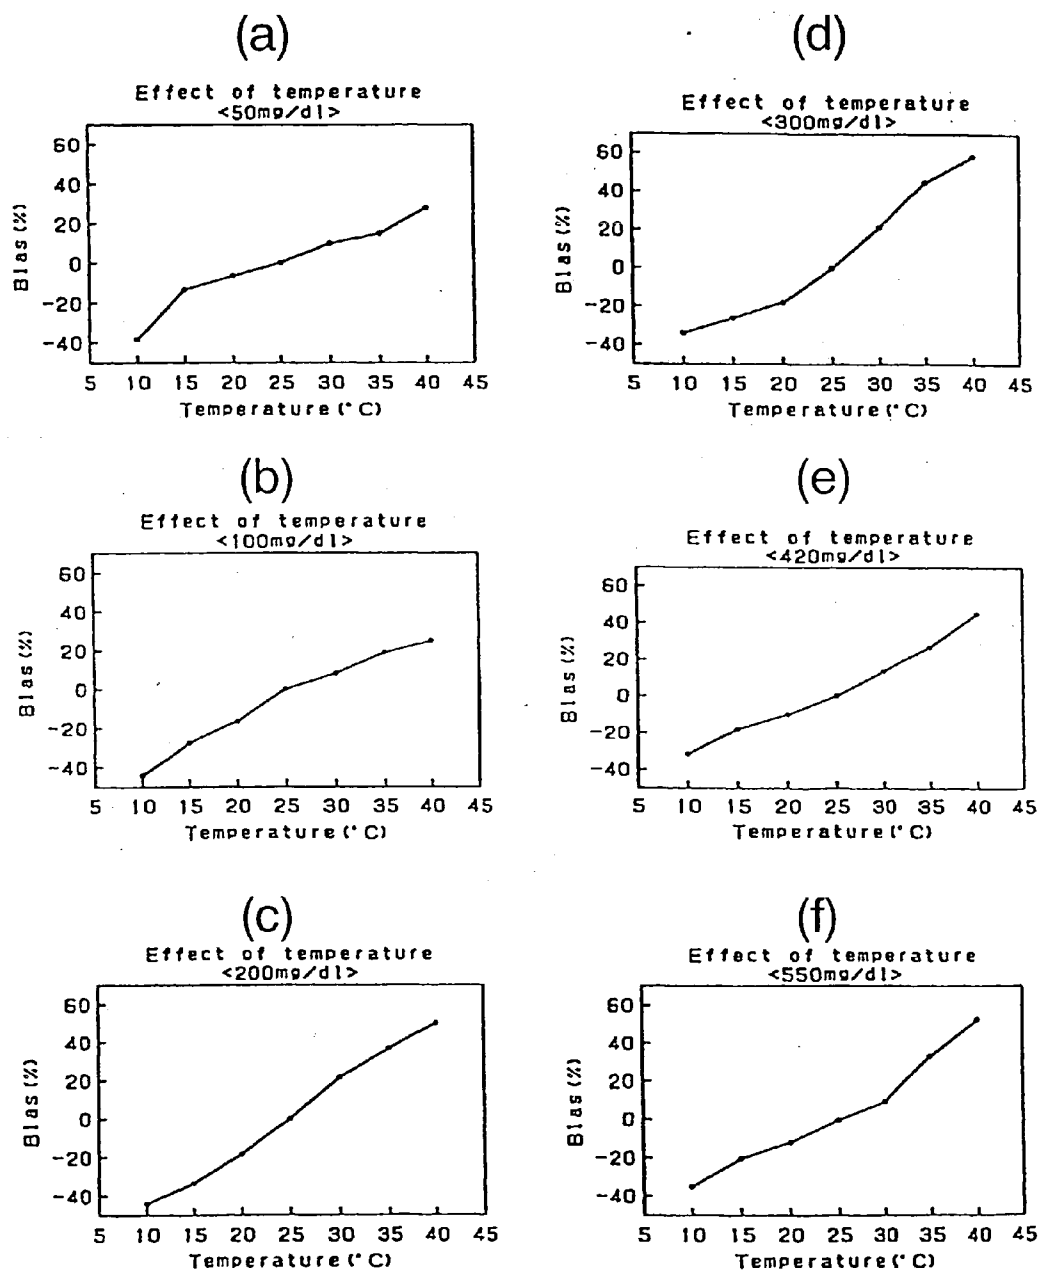 (a)
Effect of temperature
<50mg/dl>
60
40
20
0
-20
-40
Bias(%)
5 10 15 20 25 30 35 40 45
Temperature(°C)
(b)
Effect of temperature
<100mg/dl>
60
40
20
0
-20
-40
Bias(%)
5 10 15 20 25 30 35 40 45
Temperature(°C)
(c)
Effect of temperature
<200mg/dl>
60
40
20
0
-20
-40
Bias(%)
5 10 15 20 25 30 35 40 45
Temperature(°C)
(d)
Effect of temperature
<300mg/dl>
60
40
20
0
-20
-40
Bias(%)
5 10 15 20 25 30 35 40 45
Temperature(°C)
(e)
Effect of temperature
<420mg/dl>
60
40
20
0
-20
-40
Bias(%)
5 10 15 20 25 30 35 40 45
Temperature(°C)
(f)
Effect of temperature
<550mg/dl>
60
40
20
0
-20
-40
Bias(%)
5 10 15 20 25 30 35 40 45
Temperature(°C)